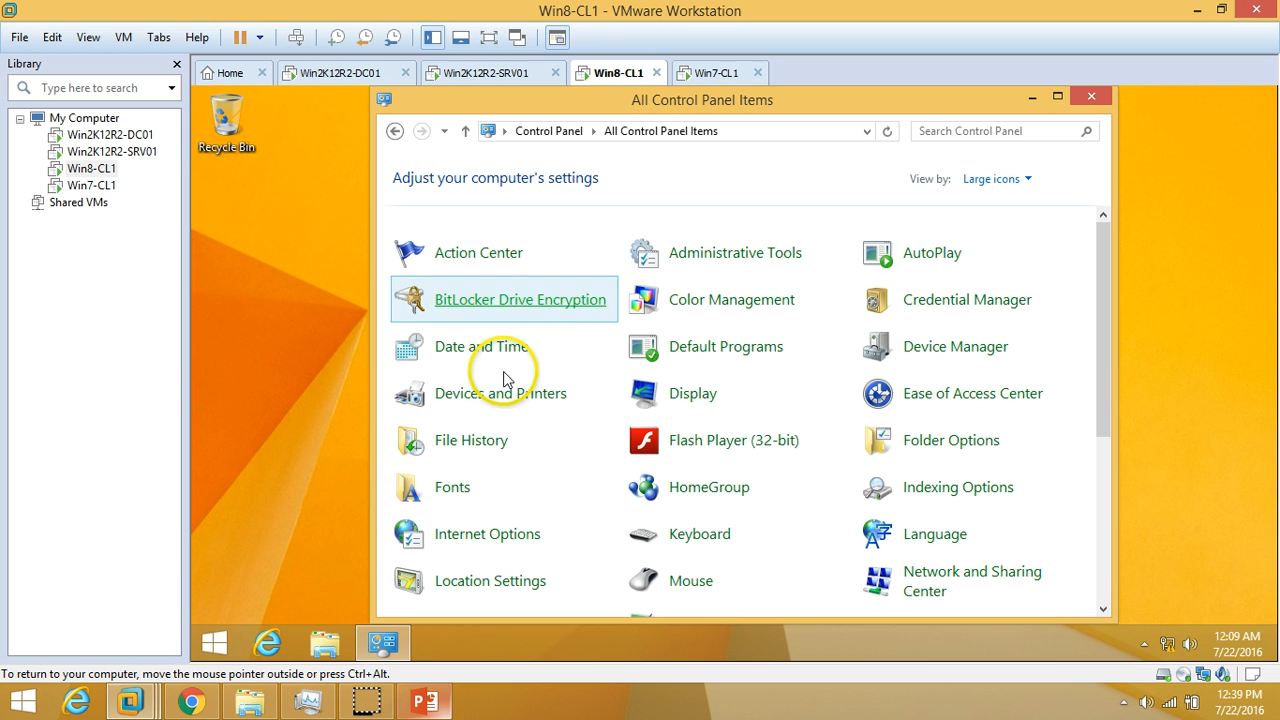 Win8-CL1 - VMware Workstation
File Edit View VM Tabs Help
Library
Type here to search
My Computer
Win2K12R2-DC01
Win2K12R2-SRV01
Win8-CL1
Win7-CL1
Shared VMs
Home Win2K12R2-DC01 Win2K12R2-SRV01 Win8-CL1 Win7-CL1
Recycle Bin
All Control Panel Items
Control Panel All Control Panel Items
Search Control Panel
Adjust your computer's settings
View by: Large icons
Action Center Administrative Tools AutoPlay
BitLocker Drive Encryption Color Management Credential Manager
Date and Time Default Programs Device Manager
Devices and Printers Display Ease of Access Center
File History Flash Player (32-bit) Folder Options
Fonts HomeGroup Indexing Options
Internet Options Keyboard Language
Location Settings Mouse Network and Sharing
Center
12:09 AM
7/22/2016
To return to your computer, move the mouse pointer outside or press Ctrl+Alt.
12:39 PM
7/22/2016